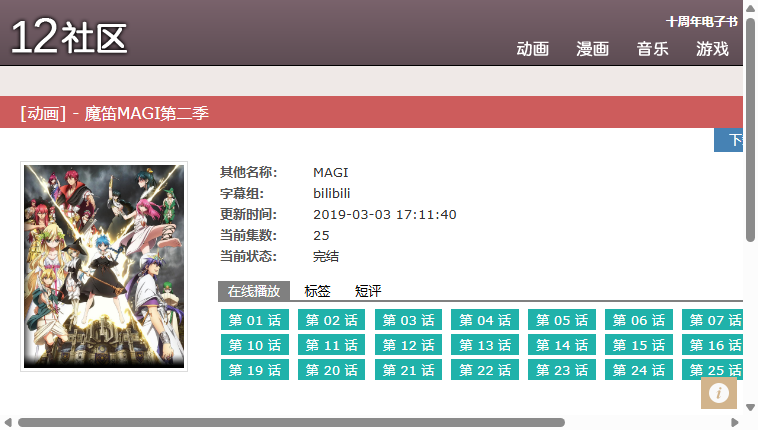 12社区
十周年电子书
动画 漫画 音乐 游戏
[动画] - 魔笛MAGI第二季
其他名称: MAGI
字幕组: bilibili
更新时间: 2019-03-03 17:11:40
当前集数: 25
当前状态: 完结
在线播放 标签 短评
第 01 话 第 02 话 第 03 话 第 04 话 第 05 话 第 06 话 第 07 话
第 10 话 第 11 话 第 12 话 第 13 话 第 14 话 第 15 话 第 16 话
第 19 话 第 20 话 第 21 话 第 22 话 第 23 话 第 24 话 第 25 话